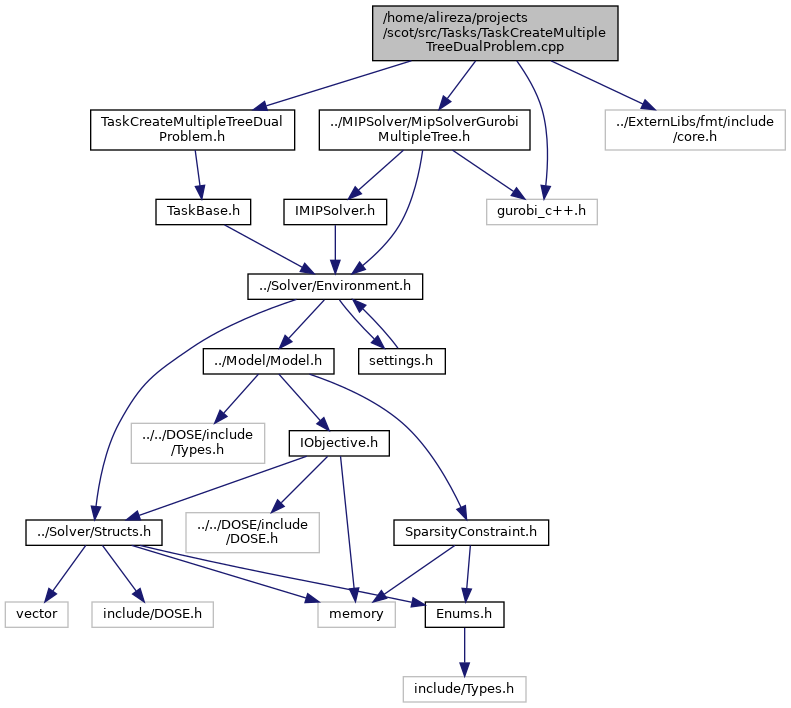 /home/alireza/projects
/scot/src/Tasks/TaskCreateMultiple
TreeDualProblem.cpp
TaskCreateMultipleTreeDual
Problem.h
../MIPSolver/MipSolverGurobi
MultipleTree.h
../ExternLibs/fmt/include
/core.h
TaskBase.h
IMIPSolver.h
gurobi_c++.h
../Solver/Environment.h
../Model/Model.h
settings.h
../../DOSE/include
/Types.h
IObjective.h
../Solver/Structs.h
../../DOSE/include
/DOSE.h
SparsityConstraint.h
vector
include/DOSE.h
memory
Enums.h
include/Types.h